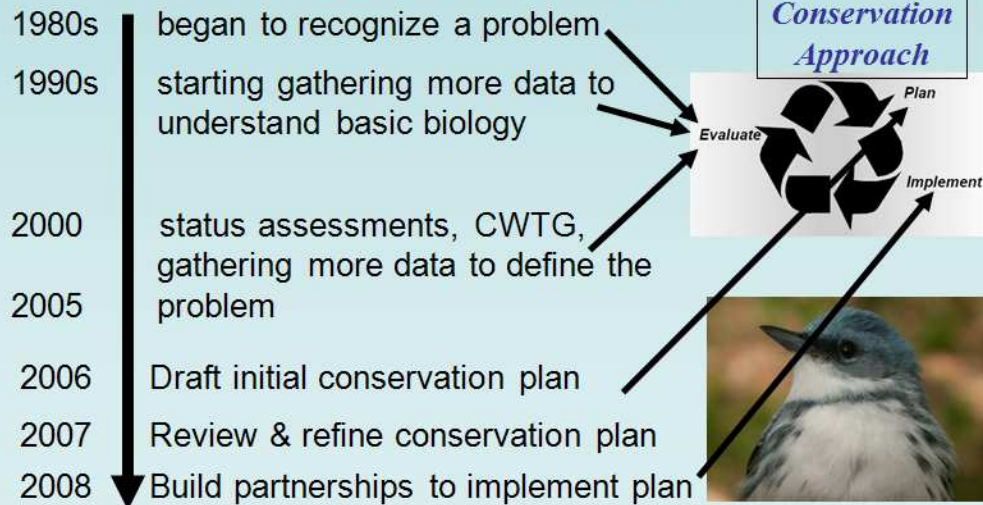 1980s began to recognize a problem
1990s starting gathering more data to
understand basic biology
2000 status assessments, CWTG,
gathering more data to define the
2005 problem
2006 Draft initial conservation plan
2007 Review & refine conservation plan
2008 Build partnerships to implement plan
Conservation
Approach
Plan
Evaluate
Implement